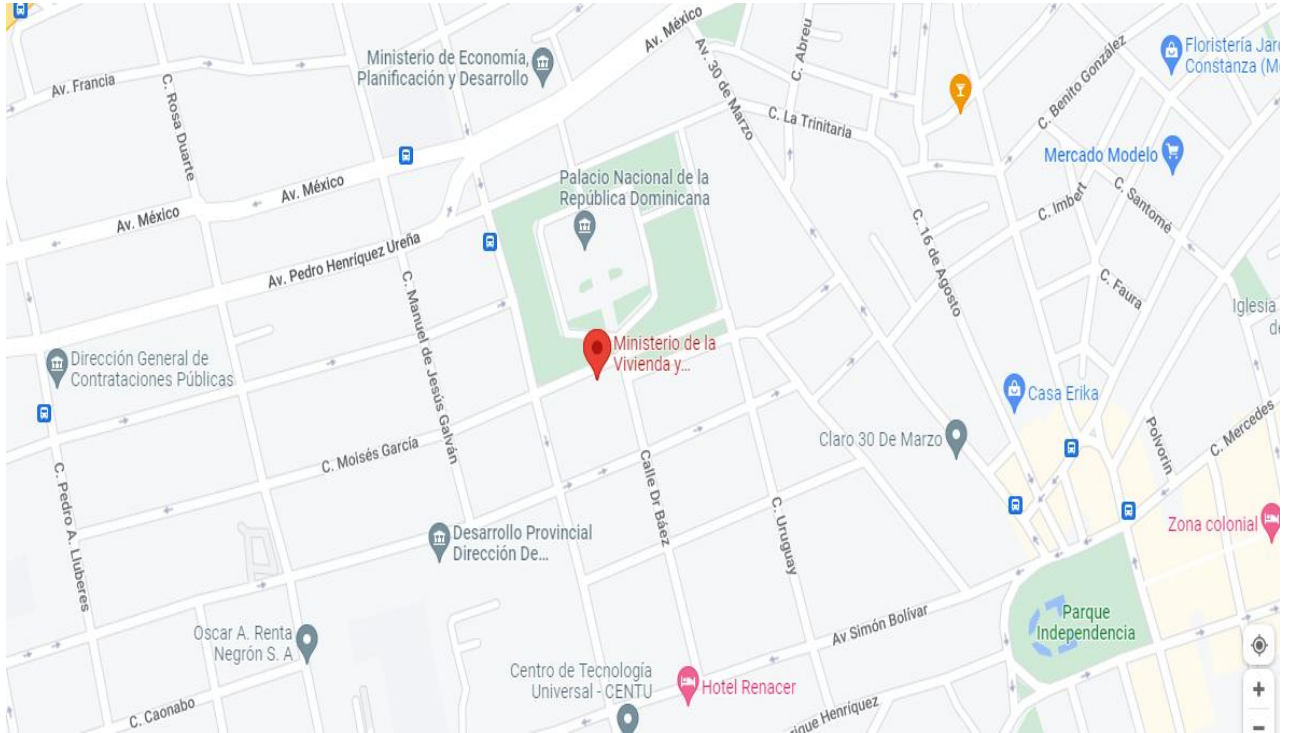 Av. México
Ministerio de Economía,
Planificación y Desarrollo
Av. Francia
C. Rosa Duarte
Av. 30 de Marzo
C. Abreu
C. La Trinitaria
C. Benito González
Floristería Jar
Constanza (M
Mercado Modelo
Palacio Nacional de la
República Dominicana
Av. México
Av. México
C. Imbert
C. Santomé
Av. Pedro Henríquez Ureña
C. 16 de Agosto
C. Faura
C. Manuel de Jesús Galván
Iglesia
de
Dirección General de
Contrataciones Públicas
Ministerio de la
Vivienda y...
Casa Erika
C. Moisés García
Claro 30 De Marzo
Polvorin
C. Mercedes
C. Pedro A. Lluberes
Calle Dr Báez
C. Uruguay
Zona colonial
Desarrollo Provincial
Dirección De...
Av Simón Bolívar
Parque
Independencia
Oscar A. Renta
Negrón S. A
Centro de Tecnología
Universal - CENTU
Hotel Renacer
C. Caonabo
rique Henríquez